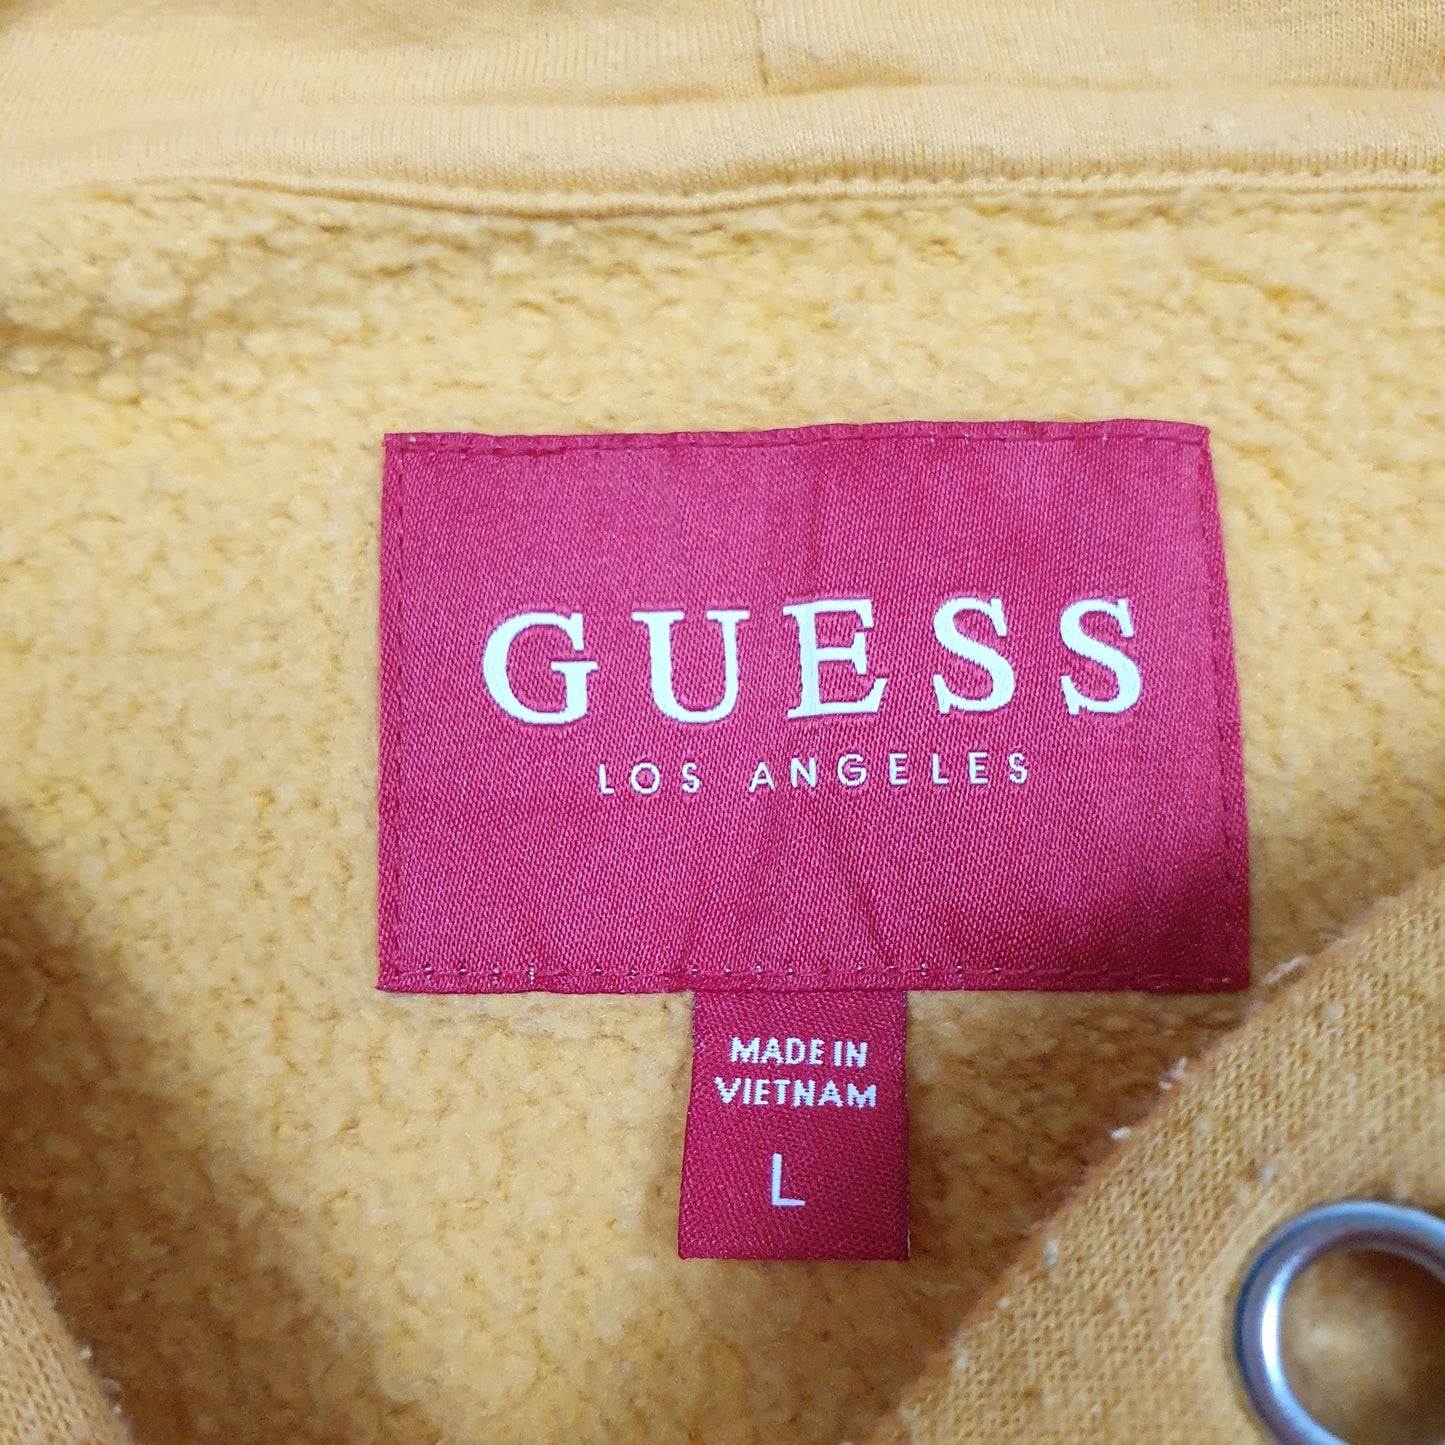 GUESS
LOS ANGELES
MADE IN
VIETNAM
L